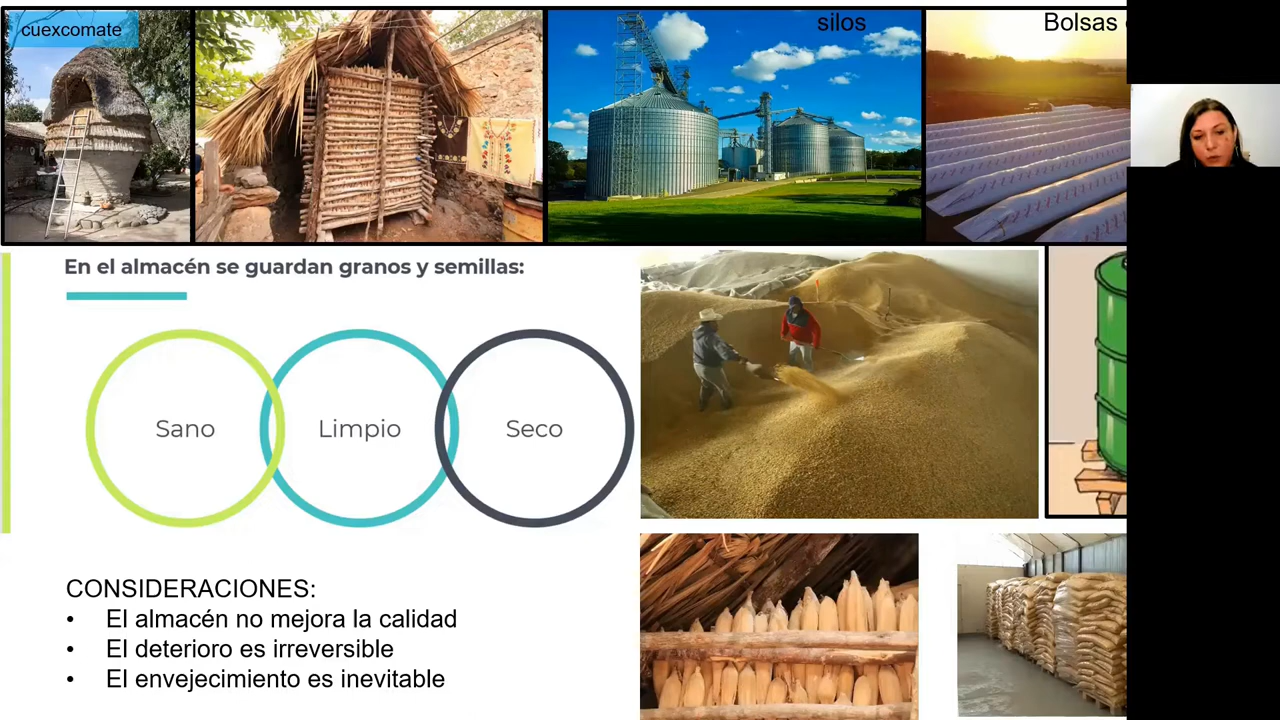 cuexcomate
silos
Bolsas
En el almacén se guardan granos y semillas:
Sano
Limpio
Seco
CONSIDERACIONES:
• El almacén no mejora la calidad
• El deterioro es irreversible
• El envejecimiento es inevitable